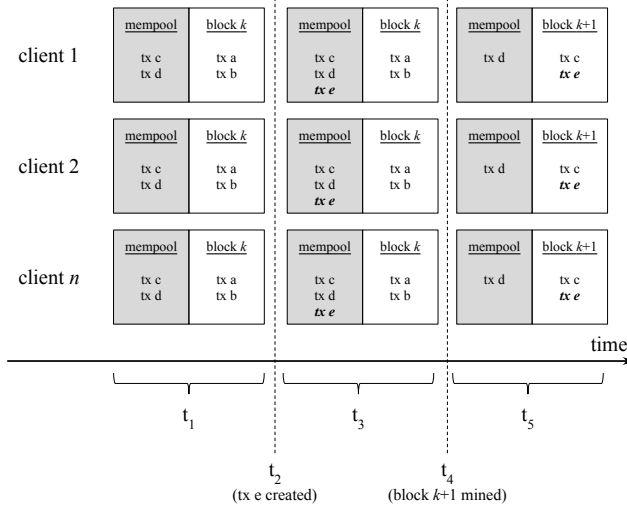 mempool block k mempool block k mempool block k+1
client 1 tx c tx a tx c tx a tx d tx c
tx d tx b tx d tx b tx e
tx e
mempool block k mempool block k mempool block k+1
client 2 tx c tx a tx c tx a tx d tx c
tx d tx b tx d tx b tx e
tx e
mempool block k mempool block k mempool block k+1
client n tx c tx a tx c tx a tx d tx c
tx d tx b tx d tx b tx e
tx e
time
t1 t3 t5
t2 t4
(tx e created) (block k+1 mined)